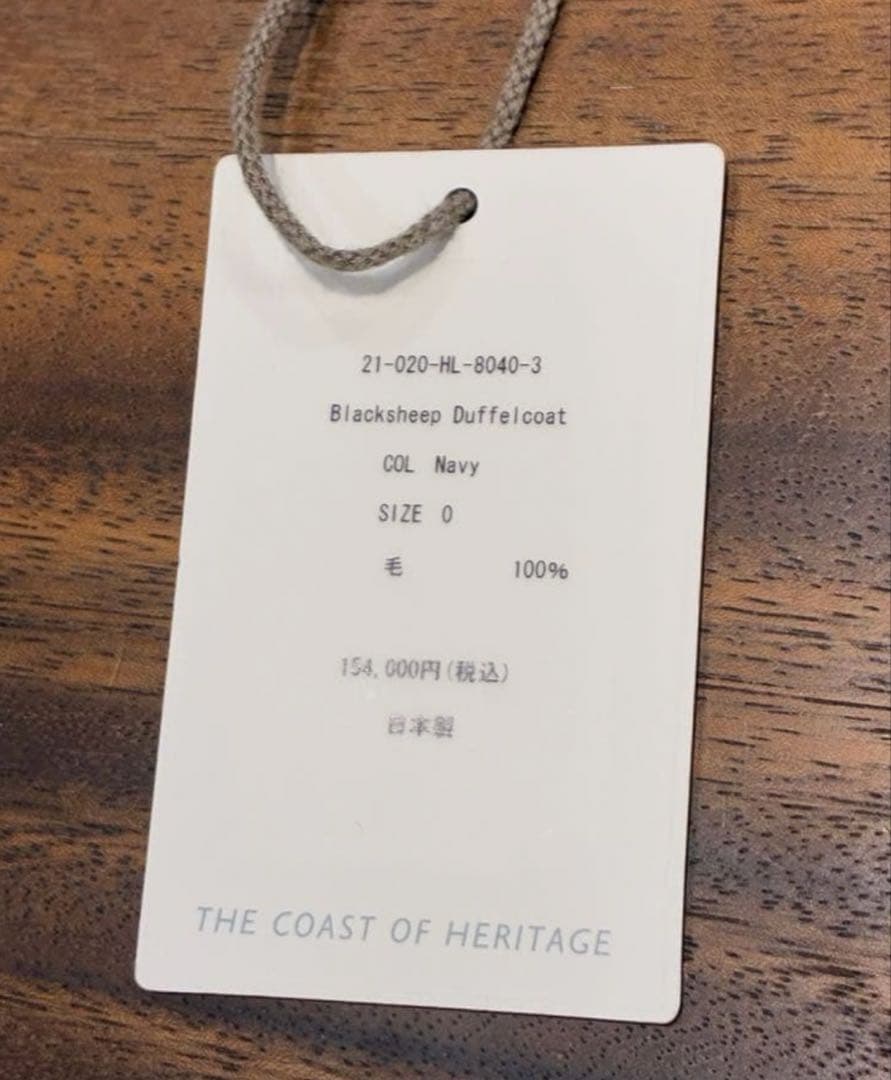 21-020-HL-8040-3
Blacksheep Duffelcoat
COL Navy
SIZE 0
毛 100%
154,000円(税込)
日本製
THE COAST OF HERITAGE